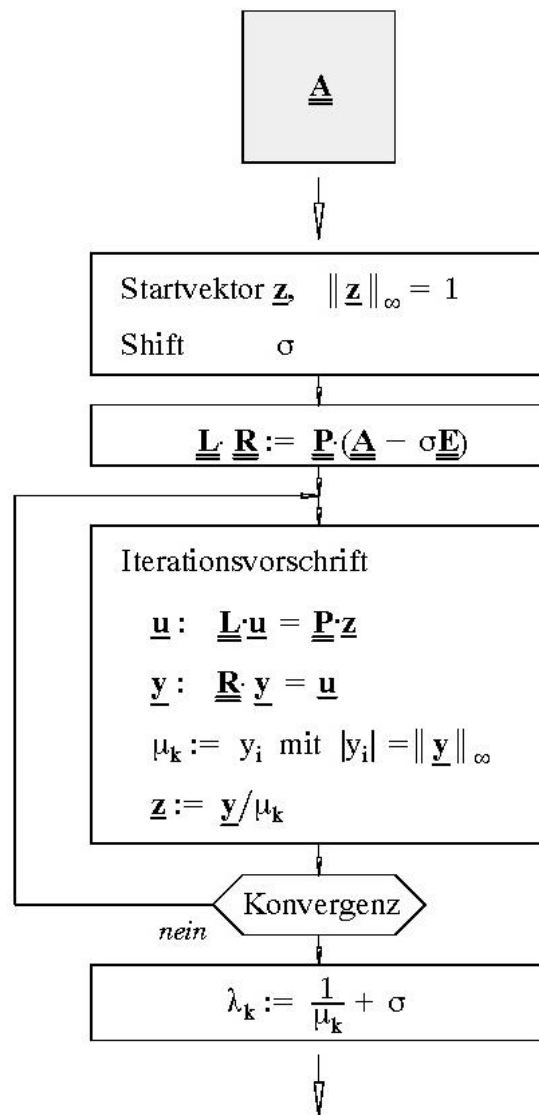 A
Startvektor z, ‖ z ‖∞ = 1
Shift σ
L· R := P·(A − σE)
Iterationsvorschrift
u : L·u = P·z
y : R· y = u
μk := yi mit |yi| = ‖ y ‖∞
z := y/μk
Konvergenz
nein
λk := 1/μk + σ